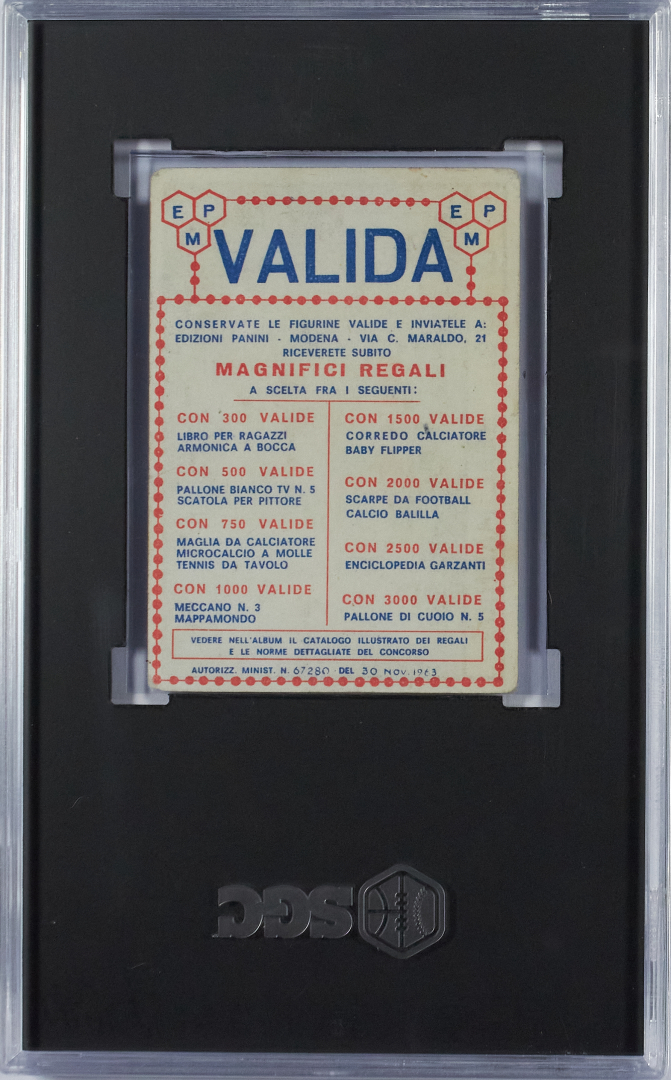 E P
M
E P
M
VALIDA
CONSERVATE LE FIGURINE VALIDE E INVIATELE A:
EDIZIONI PANINI - MODENA - VIA C. MARALDO, 21
RICEVERETE SUBITO
MAGNIFICI REGALI
A SCELTA FRA I SEGUENTI:
CON 300 VALIDE
LIBRO PER RAGAZZI
ARMONICA A BOCCA
CON 500 VALIDE
PALLONE BIANCO TV N. 5
SCATOLA PER PITTORE
CON 750 VALIDE
MAGLIA DA CALCIATORE
MICROCALCIO A MOLLE
TENNIS DA TAVOLO
CON 1000 VALIDE
MECCANO N. 3
MAPPAMONDO
CON 1500 VALIDE
CORREDO CALCIATORE
BABY FLIPPER
CON 2000 VALIDE
SCARPE DA FOOTBALL
CALCIO BALILLA
CON 2500 VALIDE
ENCICLOPEDIA GARZANTI
CON 3000 VALIDE
PALLONE DI CUOIO N. 5
VEDERE NELL'ALBUM IL CATALOGO ILLUSTRATO DEI REGALI
E LE NORME DETTAGLIATE DEL CONCORSO
AUTORIZZ. MINIST. N. 67280 - DEL 30 NOV. 1963
SGC